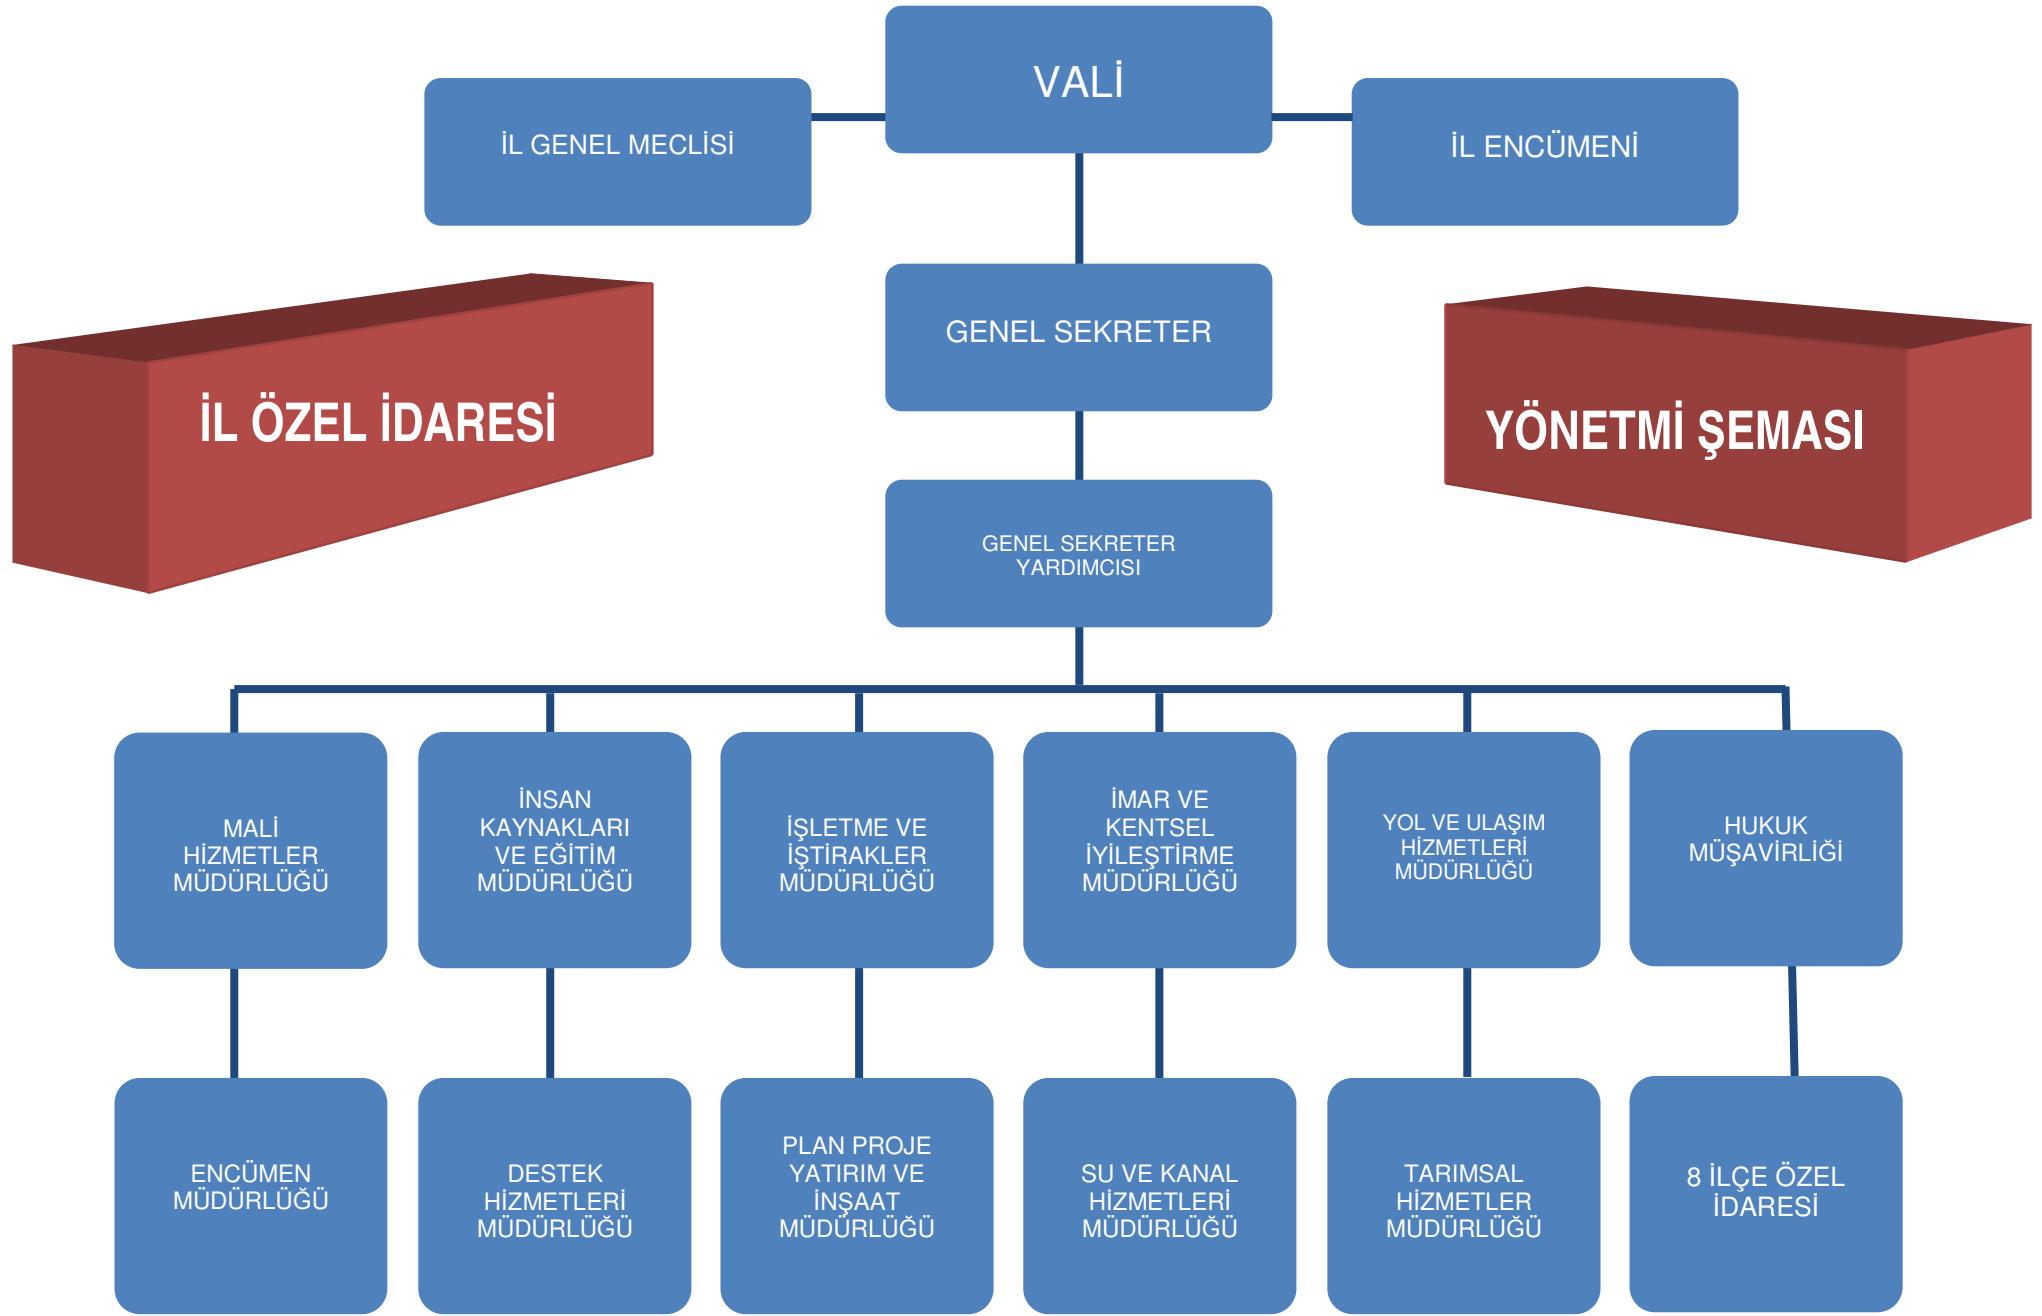 VALİ
İL GENEL MECLİSİ
İL ENCÜMENİ
GENEL SEKRETER
İL ÖZEL İDARESİ
YÖNETMİ ŞEMASI
GENEL SEKRETER
YARDIMCISI
MALİ
HİZMETLER
MÜDÜRLÜĞÜ
İNSAN
KAYNAKLARI
VE EĞİTİM
MÜDÜRLÜĞÜ
İŞLETME VE
İŞTİRAKLER
MÜDÜRLÜĞÜ
İMAR VE
KENTSEL
İYİLEŞTİRME
MÜDÜRLÜĞÜ
YOL VE ULAŞIM
HİZMETLERİ
MÜDÜRLÜĞÜ
HUKUK
MÜŞAVİRLİĞİ
ENCÜMEN
MÜDÜRLÜĞÜ
DESTEK
HİZMETLERİ
MÜDÜRLÜĞÜ
PLAN PROJE
YATIRIM VE
İNŞAAT
MÜDÜRLÜĞÜ
SU VE KANAL
HİZMETLERİ
MÜDÜRLÜĞÜ
TARIMSAL
HİZMETLER
MÜDÜRLÜĞÜ
8 İLÇE ÖZEL
İDARESİ